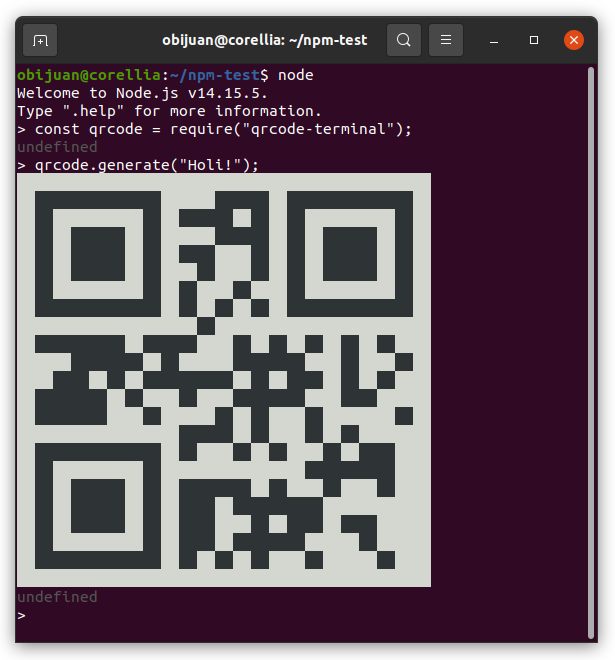 obijuan@corellia: ~/npm-test
obijuan@corellia:~/npm-test$ node
Welcome to Node.js v14.15.5.
Type ".help" for more information.
> const qrcode = require("qrcode-terminal");
undefined
> qrcode.generate("Holi!");
undefined
>